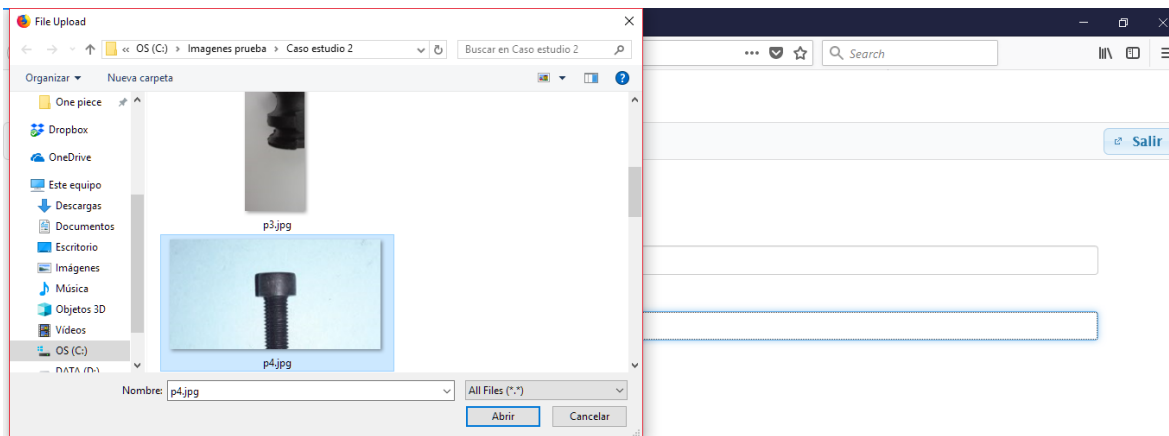 File Upload
« OS (C:) › Imagenes prueba › Caso estudio 2
Buscar en Caso estudio 2
Search
Organizar
Nueva carpeta
Salir
One piece
Dropbox
OneDrive
Este equipo
Descargas
Documentos
Escritorio
Imágenes
Música
Objetos 3D
Vídeos
OS (C:)
DATA (D:)
p3.jpg
p4.jpg
Nombre: p4.jpg
All Files (*.*)
Abrir
Cancelar